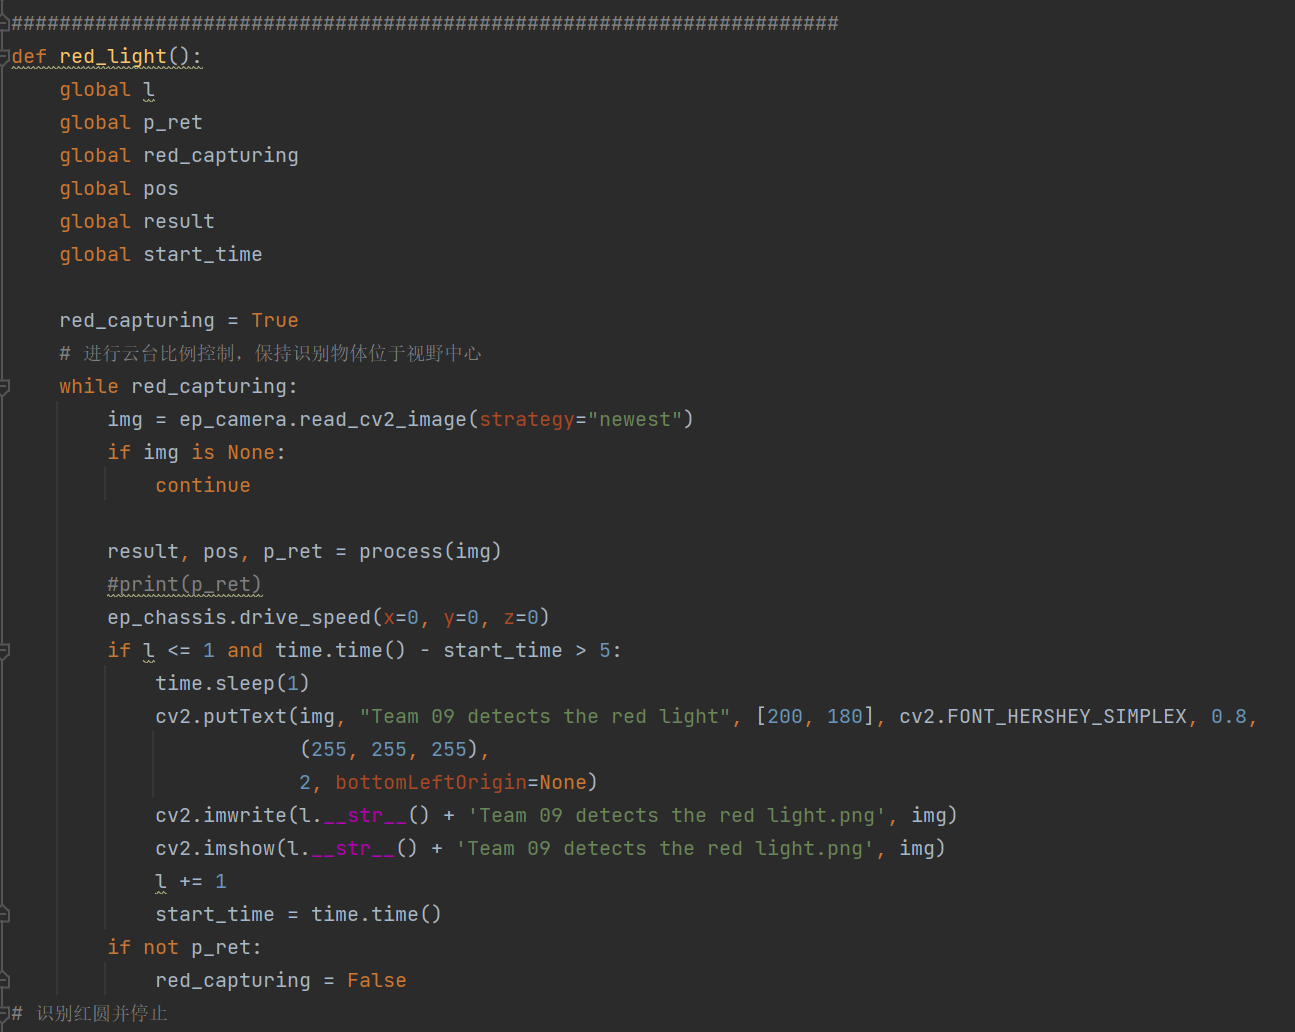 #####################################################################
def red_light():
    global l
    global p_ret
    global red_capturing
    global pos
    global result
    global start_time

    red_capturing = True
    # 进行云台比例控制，保持识别物体位于视野中心
    while red_capturing:
        img = ep_camera.read_cv2_image(strategy="newest")
        if img is None:
            continue

        result, pos, p_ret = process(img)
        #print(p_ret)
        ep_chassis.drive_speed(x=0, y=0, z=0)
        if l <= 1 and time.time() - start_time > 5:
            time.sleep(1)
            cv2.putText(img, "Team 09 detects the red light", [200, 180], cv2.FONT_HERSHEY_SIMPLEX, 0.8,
                        (255, 255, 255),
                        2, bottomLeftOrigin=None)
            cv2.imwrite(l.__str__() + 'Team 09 detects the red light.png', img)
            cv2.imshow(l.__str__() + 'Team 09 detects the red light.png', img)
            l += 1
            start_time = time.time()
        if not p_ret:
            red_capturing = False
# 识别红圆并停止